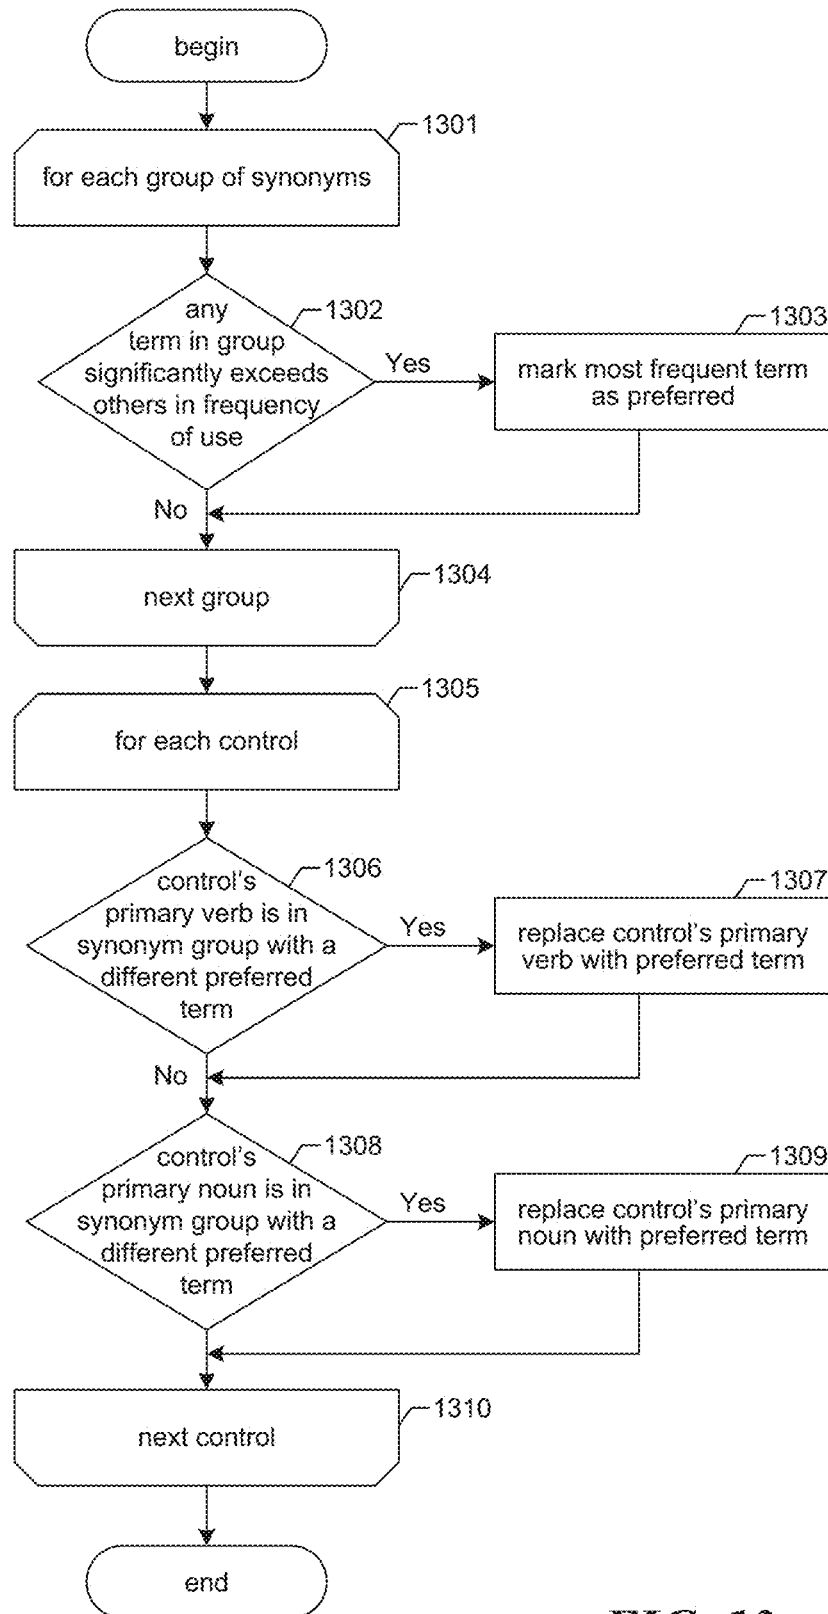 begin
1301
for each group of synonyms
any
1302
term in group
significantly exceeds
others in frequency
of use
Yes
1303
mark most frequent term
as preferred
No
next group
1304
1305
for each control
control's
1306
primary verb is in
synonym group with a
different preferred
term
Yes
1307
replace control's primary
verb with preferred term
No
control's
1308
primary noun is in
synonym group with a
different preferred
term
Yes
1309
replace control's primary
noun with preferred term
next control
1310
end